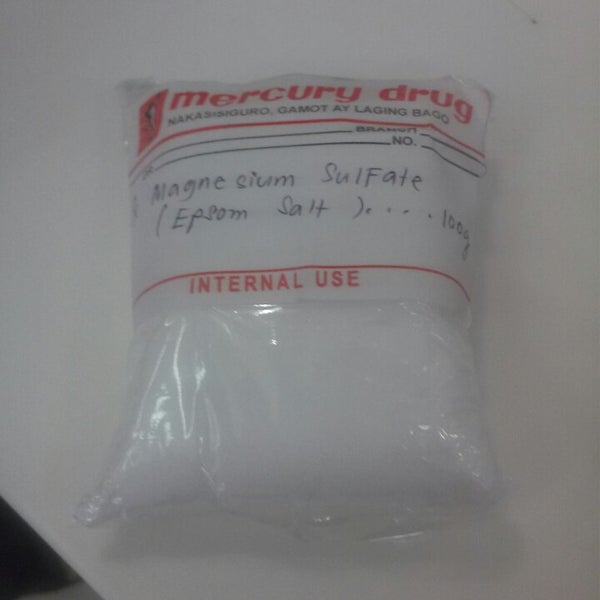 mercury drug
NAKASISIGURO, GAMOT AY LAGING BAGO
BRANCH
NO.
Magnesium Sulfate
(Epsom Salt ). . . . . 100g
INTERNAL USE